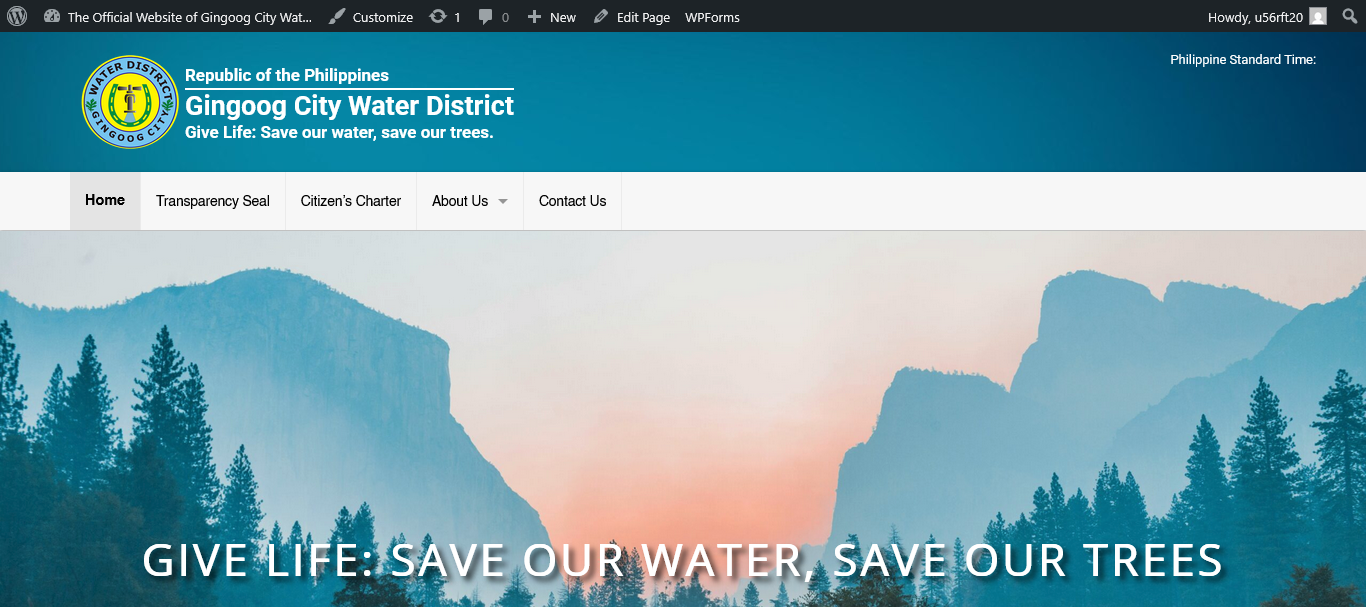 The Official Website of Gingoog City Wat...
Customize
1
0
New
Edit Page
WPForms
Howdy, u56rft20
WATER DISTRICT
GINGOOG CITY
Republic of the Philippines
Gingoog City Water District
Give Life: Save our water, save our trees.
Philippine Standard Time:
Home
Transparency Seal
Citizen’s Charter
About Us
Contact Us
GIVE LIFE: SAVE OUR WATER, SAVE OUR TREES